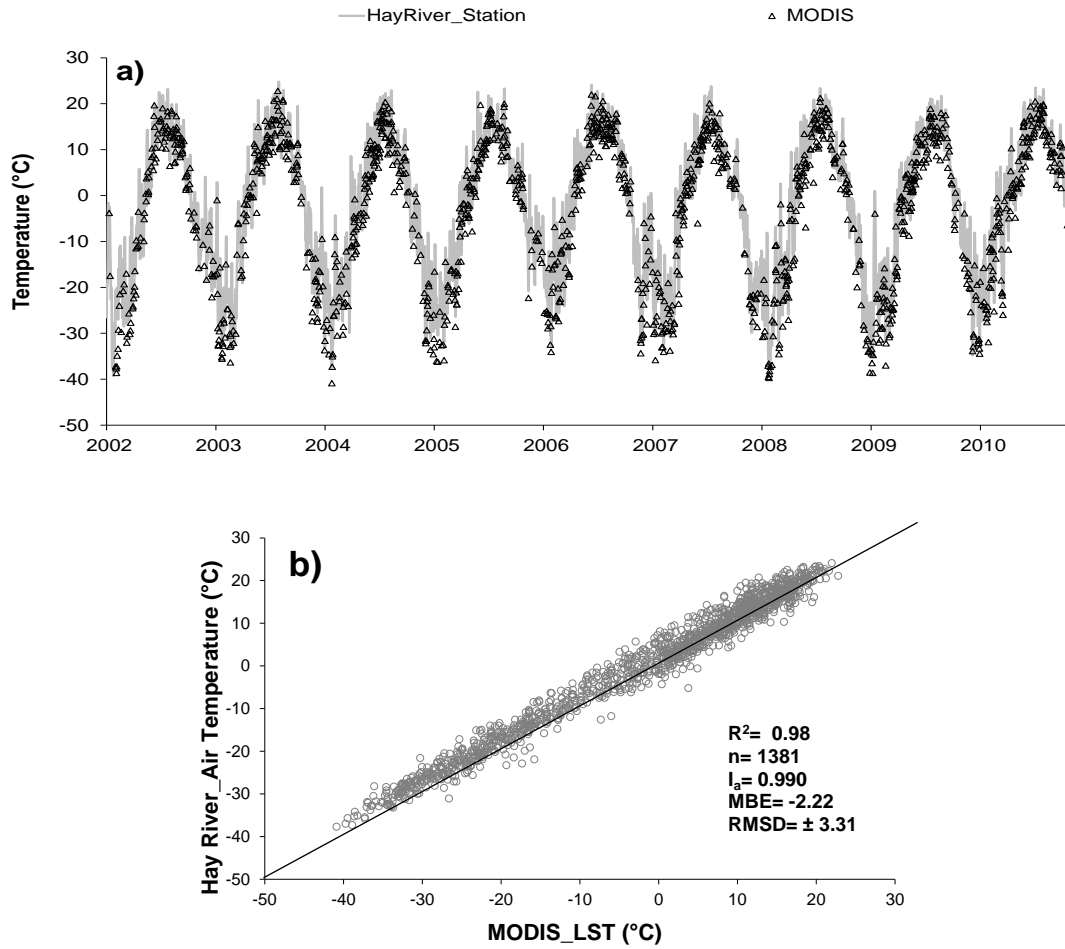 HayRiver_Station MODIS
a)
Temperature (°C)
30
20
10
0
-10
-20
-30
-40
-50
2002 2003 2004 2005 2006 2007 2008 2009 2010
b)
Hay River_Air Temperature (°C)
30
20
10
0
-10
-20
-30
-40
-50
R²= 0.98
n= 1381
Iₐ= 0.990
MBE= -2.22
RMSD= ± 3.31
-50 -40 -30 -20 -10 0 10 20 30
MODIS_LST (°C)